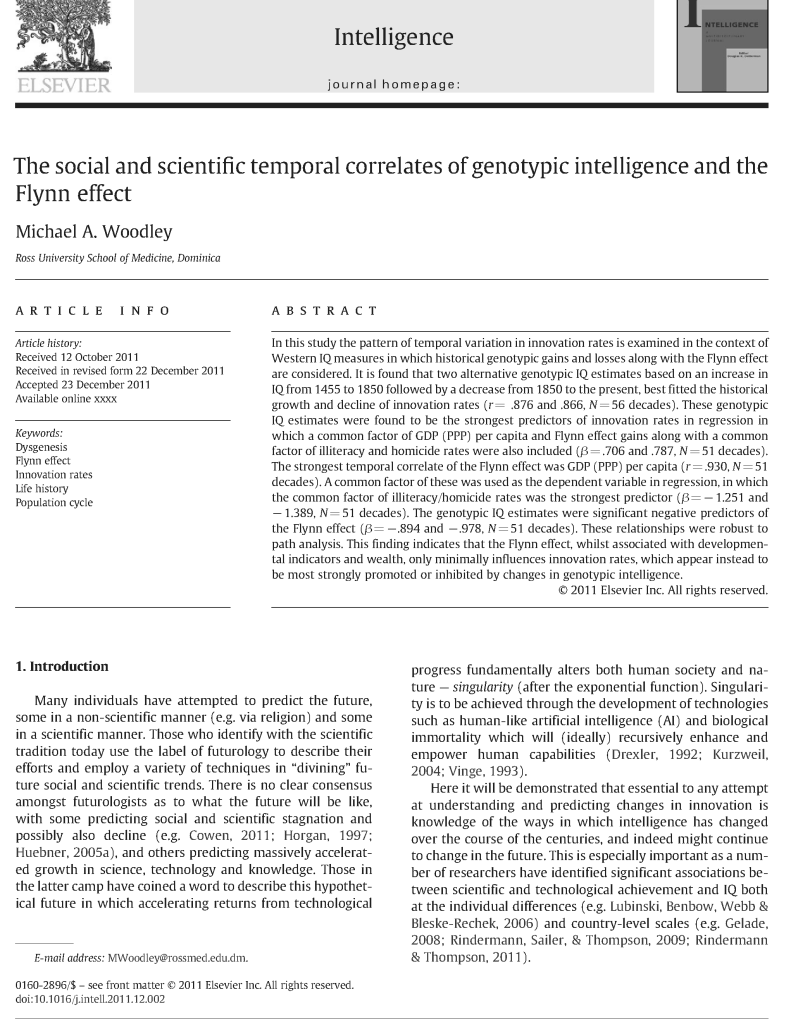 ELSEVIER
Intelligence
journal homepage:
INTELLIGENCE
The social and scientific temporal correlates of genotypic intelligence and the
Flynn effect
Michael A. Woodley
Ross University School of Medicine, Dominica
ARTICLE INFO
Article history:
Received 12 October 2011
Received in revised form 22 December 2011
Accepted 23 December 2011
Available online xxxx
Keywords:
Dysgenesis
Flynn effect
Innovation rates
Life history
Population cycle
ABSTRACT
In this study the pattern of temporal variation in innovation rates is examined in the context of
Western IQ measures in which historical genotypic gains and losses along with the Flynn effect
are considered. It is found that two alternative genotypic IQ estimates based on an increase in
IQ from 1455 to 1850 followed by a decrease from 1850 to the present, best fitted the historical
growth and decline of innovation rates (r= .876 and .866, N=56 decades). These genotypic
IQ estimates were found to be the strongest predictors of innovation rates in regression in
which a common factor of GDP (PPP) per capita and Flynn effect gains along with a common
factor of illiteracy and homicide rates were also included (β=.706 and .787, N=51 decades).
The strongest temporal correlate of the Flynn effect was GDP (PPP) per capita (r=.930, N=51
decades). A common factor of these was used as the dependent variable in regression, in which
the common factor of illiteracy/homicide rates was the strongest predictor (β=−1.251 and
−1.389, N=51 decades). The genotypic IQ estimates were significant negative predictors of
the Flynn effect (β=−.894 and −.978, N=51 decades). These relationships were robust to
path analysis. This finding indicates that the Flynn effect, whilst associated with developmen-
tal indicators and wealth, only minimally influences innovation rates, which appear instead to
be most strongly promoted or inhibited by changes in genotypic intelligence.
© 2011 Elsevier Inc. All rights reserved.
1. Introduction
Many individuals have attempted to predict the future,
some in a non-scientific manner (e.g. via religion) and some
in a scientific manner. Those who identify with the scientific
tradition today use the label of futurology to describe their
efforts and employ a variety of techniques in “divining” fu-
ture social and scientific trends. There is no clear consensus
amongst futurologists as to what the future will be like,
with some predicting social and scientific stagnation and
possibly also decline (e.g. Cowen, 2011; Horgan, 1997;
Huebner, 2005a), and others predicting massively accelerat-
ed growth in science, technology and knowledge. Those in
the latter camp have coined a word to describe this hypothet-
ical future in which accelerating returns from technological
progress fundamentally alters both human society and na-
ture — singularity (after the exponential function). Singulari-
ty is to be achieved through the development of technologies
such as human-like artificial intelligence (AI) and biological
immortality which will (ideally) recursively enhance and
empower human capabilities (Drexler, 1992; Kurzweil,
2004; Vinge, 1993).
Here it will be demonstrated that essential to any attempt
at understanding and predicting changes in innovation is
knowledge of the ways in which intelligence has changed
over the course of the centuries, and indeed might continue
to change in the future. This is especially important as a num-
ber of researchers have identified significant associations be-
tween scientific and technological achievement and IQ both
at the individual differences (e.g. Lubinski, Benbow, Webb &
Bleske-Rechek, 2006) and country-level scales (e.g. Gelade,
2008; Rindermann, Sailer, & Thompson, 2009; Rindermann
& Thompson, 2011).
E-mail address: MWoodley@rossmed.edu.dm.
0160-2896/$ – see front matter © 2011 Elsevier Inc. All rights reserved.
doi:10.1016/j.intell.2011.12.002